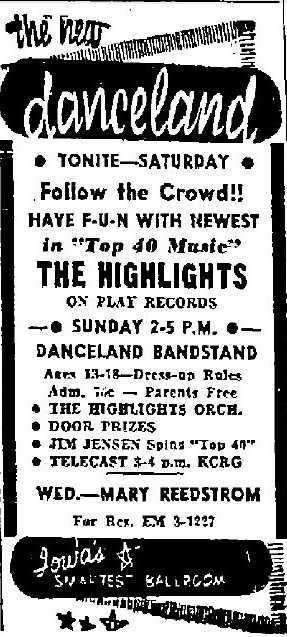 the new
danceland
• TONITE—SATURDAY •
Follow the Crowd!!
HAVE F-U-N WITH NEWEST
in "Top 40 Music"
THE HIGHLIGHTS
ON PLAY RECORDS
—• SUNDAY 2-5 P.M. •—
DANCELAND BANDSTAND
Ages 13-18—Dress-up Rules
Adm. — Parents Free
• THE HIGHLIGHTS ORCH.
• DOOR PRIZES
• JIM JENSEN Spins "Top 40"
• TELECAST 3-4 p.m. KCRG
WED.—MARY REEDSTROM
For Res. EM 3-1227
Iowa's
SMARTEST BALLROOM